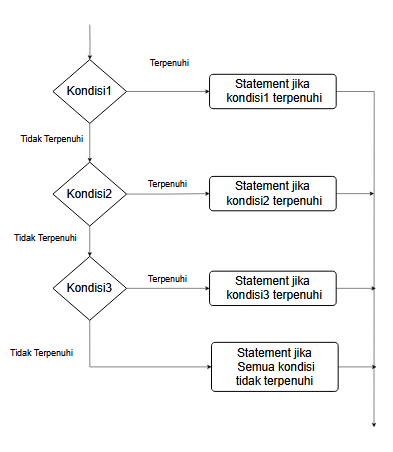 Terpenuhi
Kondisi1
Statement jika
kondisi1 terpenuhi
Tidak Terpenuhi
Terpenuhi
Kondisi2
Statement jika
kondisi2 terpenuhi
Tidak Terpenuhi
Terpenuhi
Kondisi3
Statement jika
kondisi3 terpenuhi
Tidak Terpenuhi
Statement jika
Semua kondisi
tidak terpenuhi